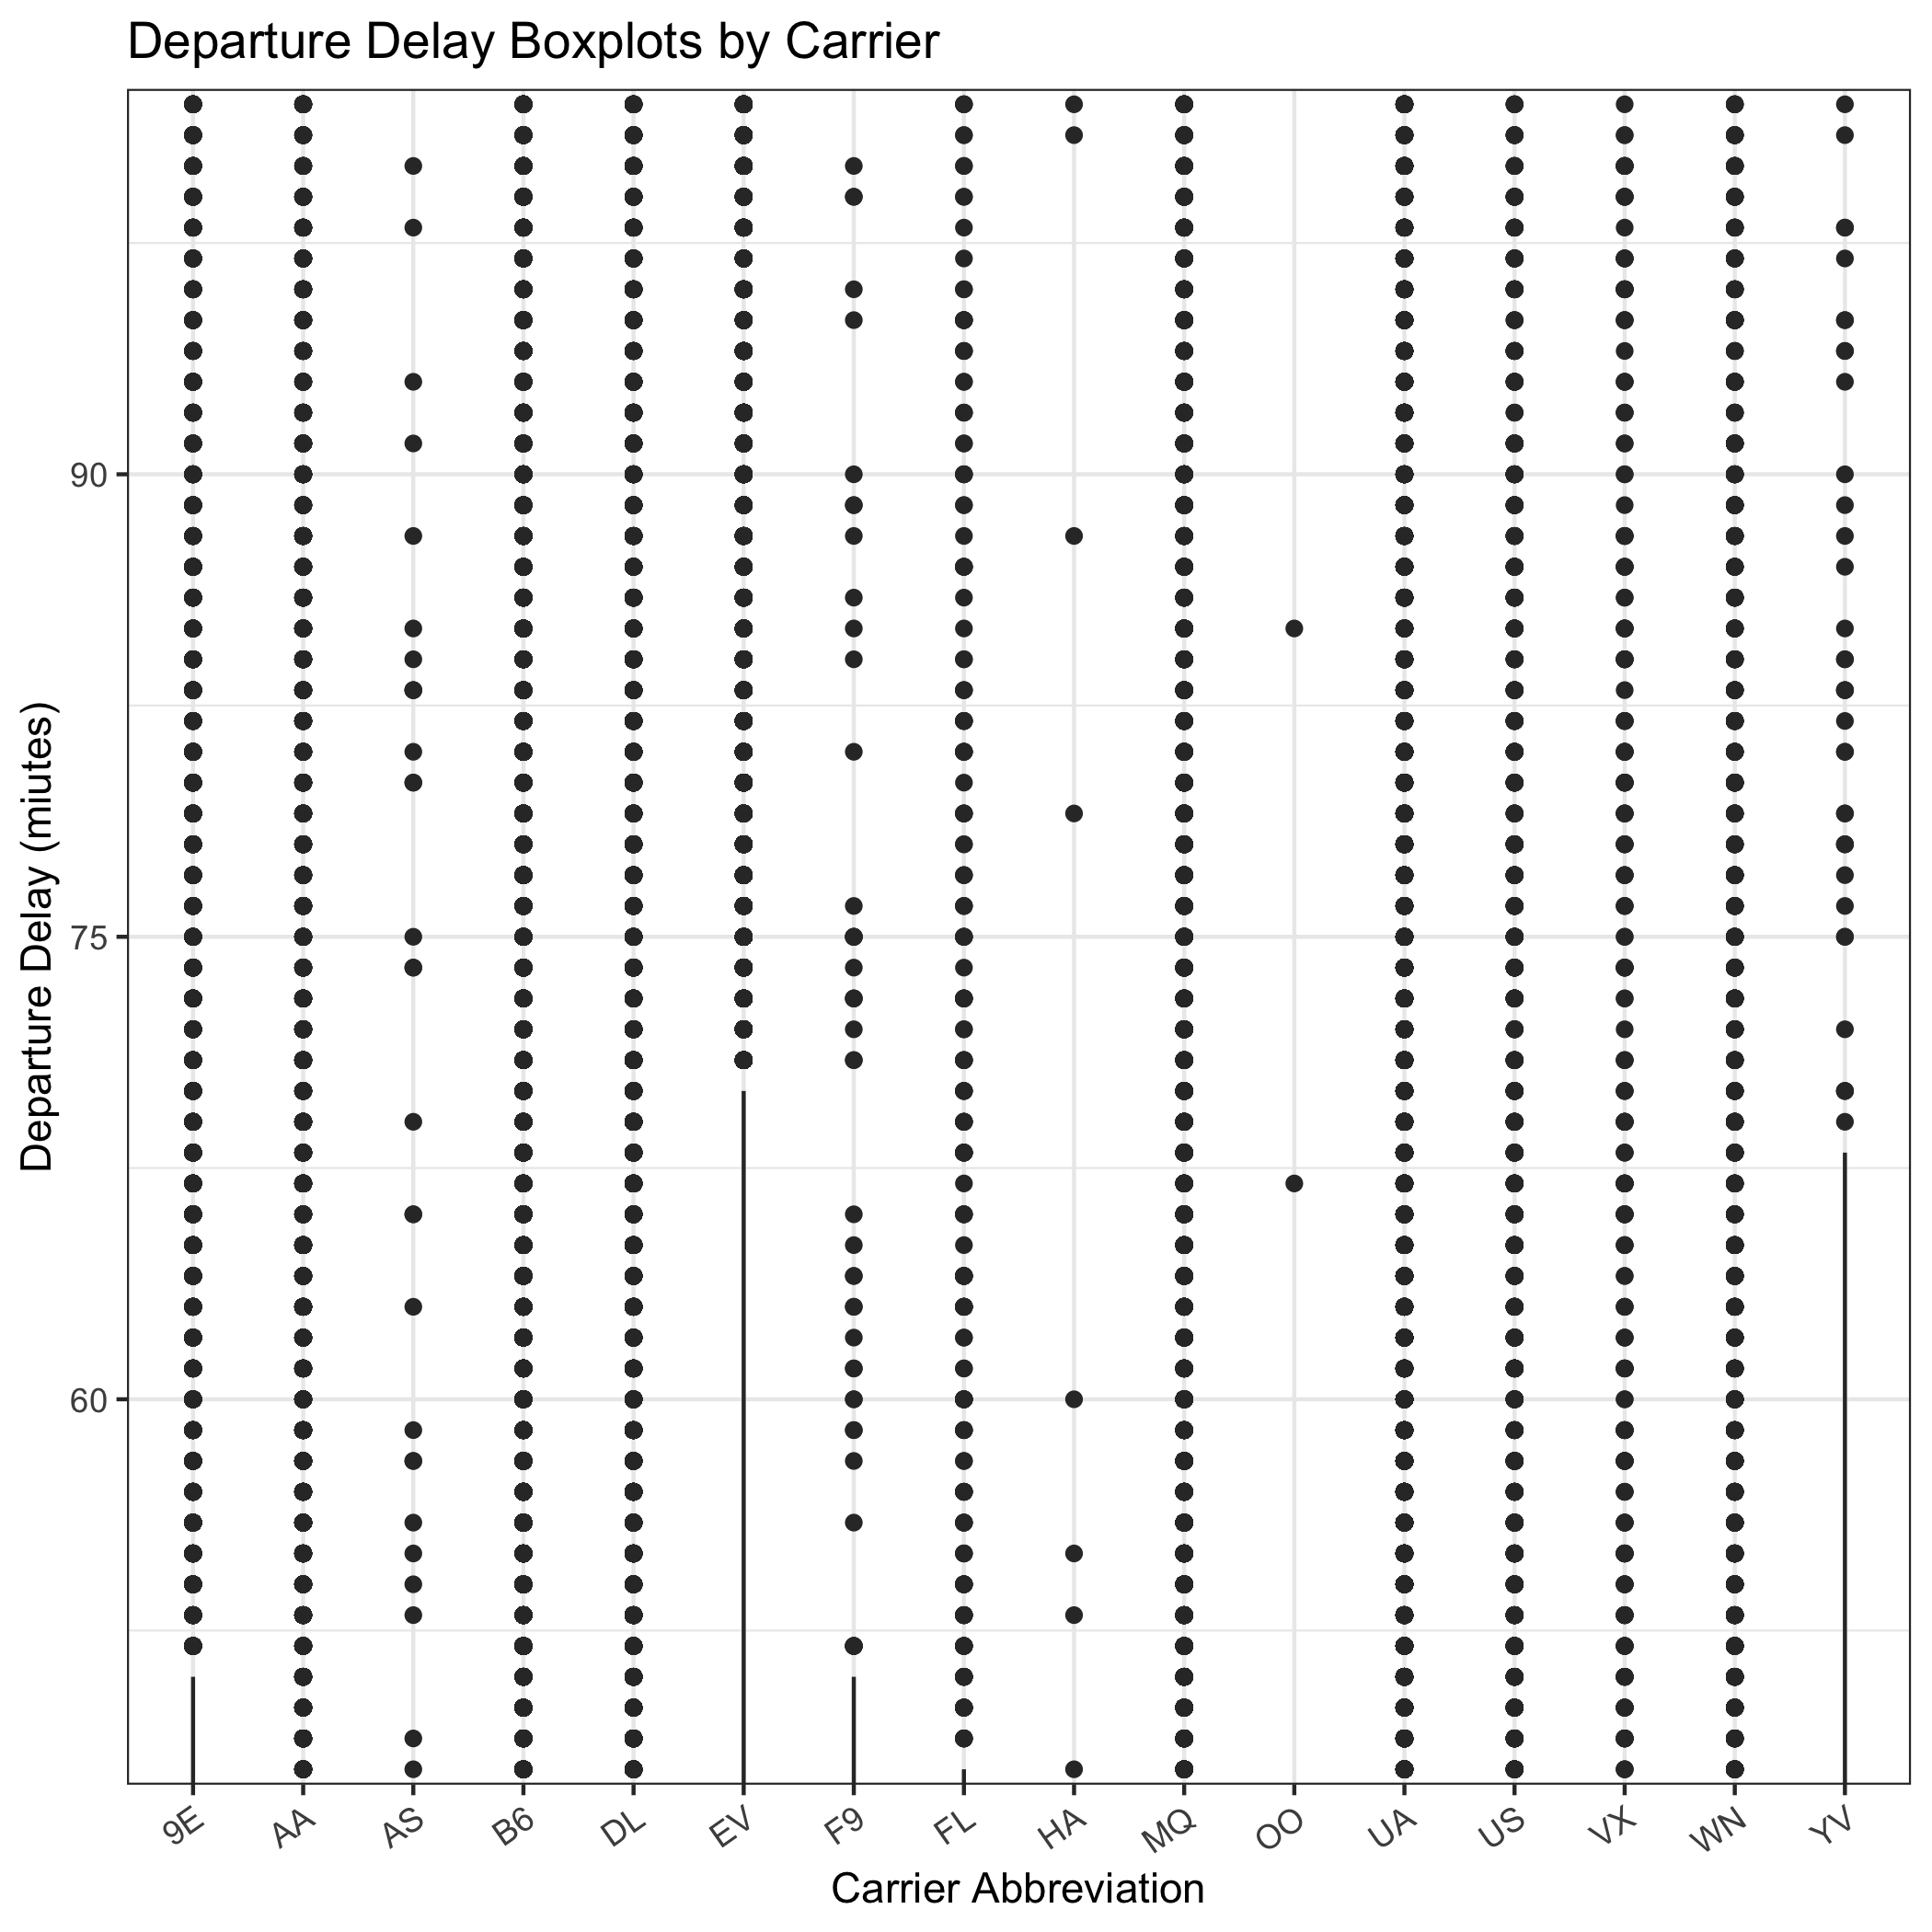 Departure Delay Boxplots by Carrier
Departure Delay (miutes)
90
75
60
9E AA AS B6 DL EV F9 FL HA MQ OO UA US VX WN YV
Carrier Abbreviation